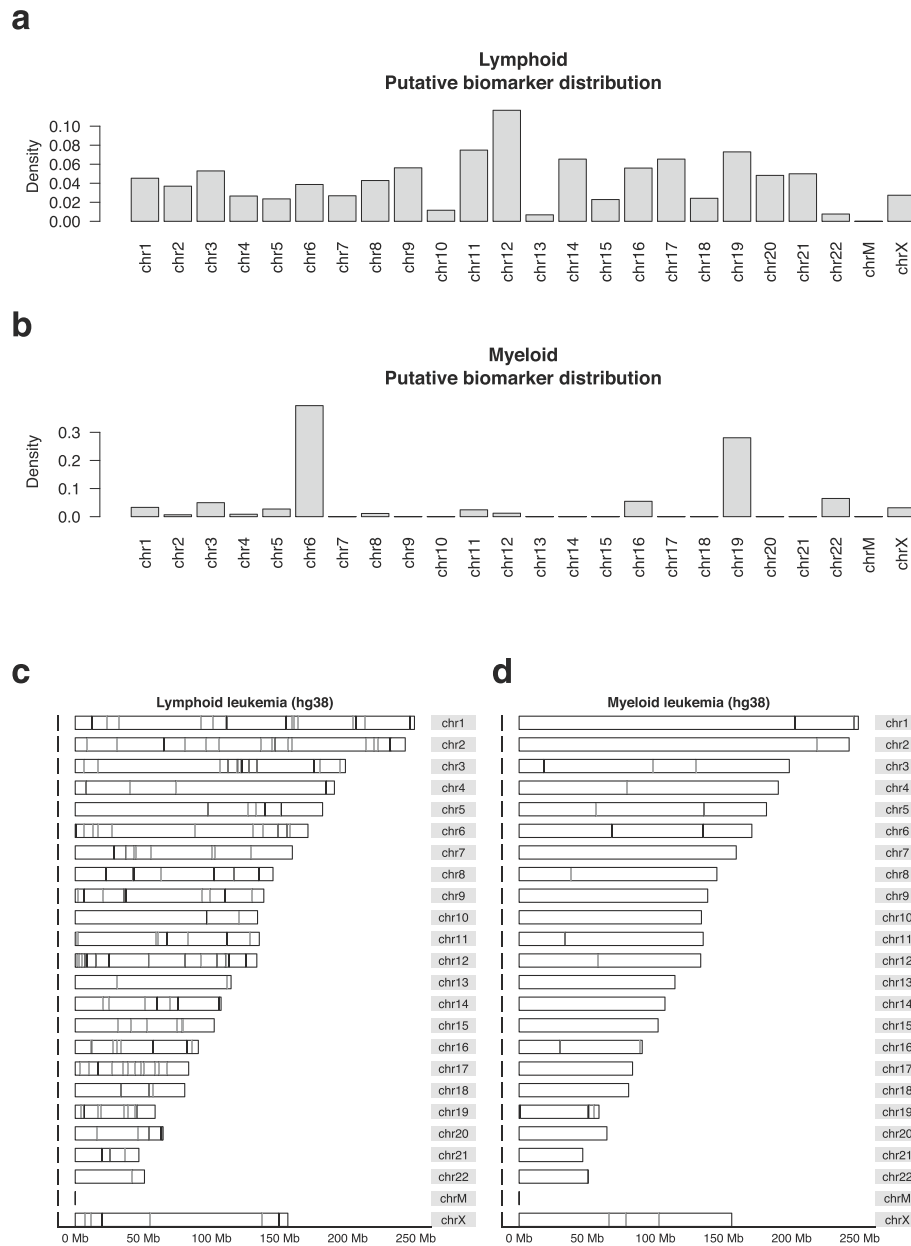 a
Lymphoid
Putative biomarker distribution
Density
0.10
0.08
0.06
0.04
0.02
0.00
chr1 chr2 chr3 chr4 chr5 chr6 chr7 chr8 chr9 chr10 chr11 chr12 chr13 chr14 chr15 chr16 chr17 chr18 chr19 chr20 chr21 chr22 chrM chrX
b
Myeloid
Putative biomarker distribution
Density
0.3
0.2
0.1
0.0
chr1 chr2 chr3 chr4 chr5 chr6 chr7 chr8 chr9 chr10 chr11 chr12 chr13 chr14 chr15 chr16 chr17 chr18 chr19 chr20 chr21 chr22 chrM chrX
c
Lymphoid leukemia (hg38)
chr1
chr2
chr3
chr4
chr5
chr6
chr7
chr8
chr9
chr10
chr11
chr12
chr13
chr14
chr15
chr16
chr17
chr18
chr19
chr20
chr21
chr22
chrM
chrX
0 Mb 50 Mb 100 Mb 150 Mb 200 Mb 250 Mb
d
Myeloid leukemia (hg38)
chr1
chr2
chr3
chr4
chr5
chr6
chr7
chr8
chr9
chr10
chr11
chr12
chr13
chr14
chr15
chr16
chr17
chr18
chr19
chr20
chr21
chr22
chrM
chrX
0 Mb 50 Mb 100 Mb 150 Mb 200 Mb 250 Mb